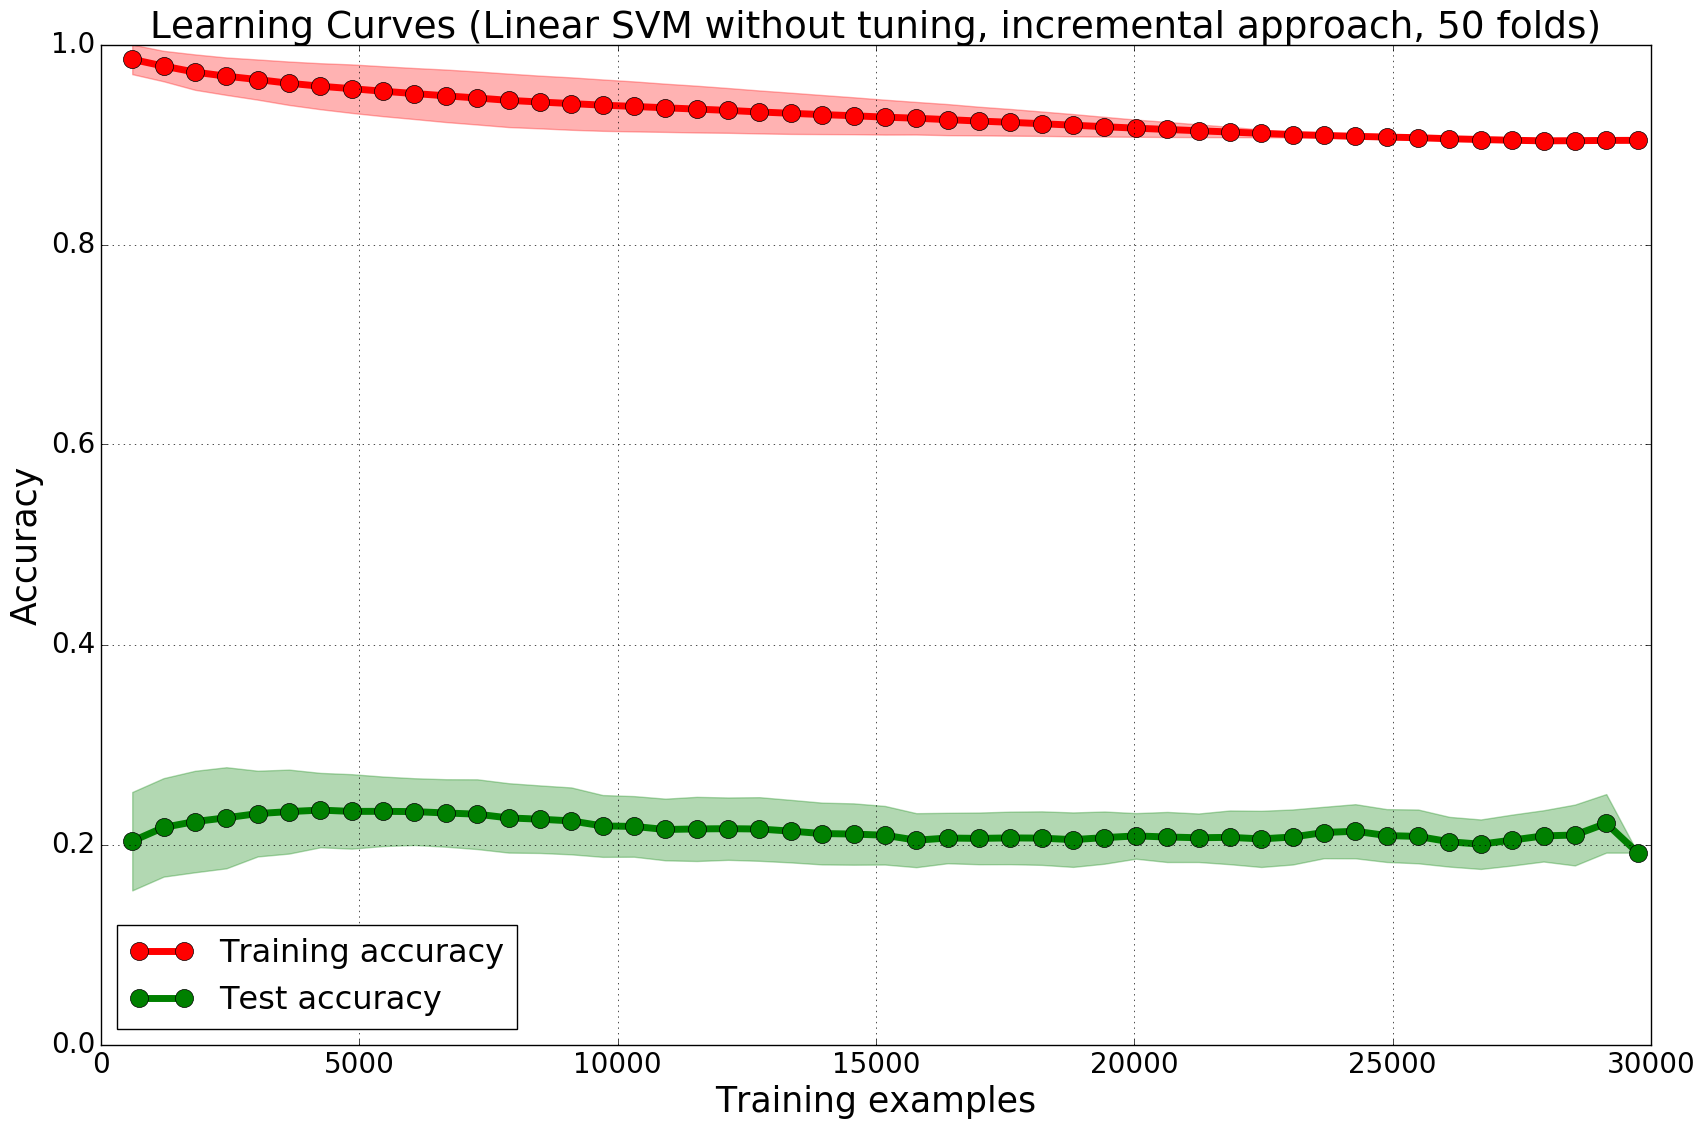 Learning Curves (Linear SVM without tuning, incremental approach, 50 folds)
1.0
0.8
0.6
0.4
0.2
0.0
Accuracy
Training accuracy
Test accuracy
0 5000 10000 15000 20000 25000 30000
Training examples